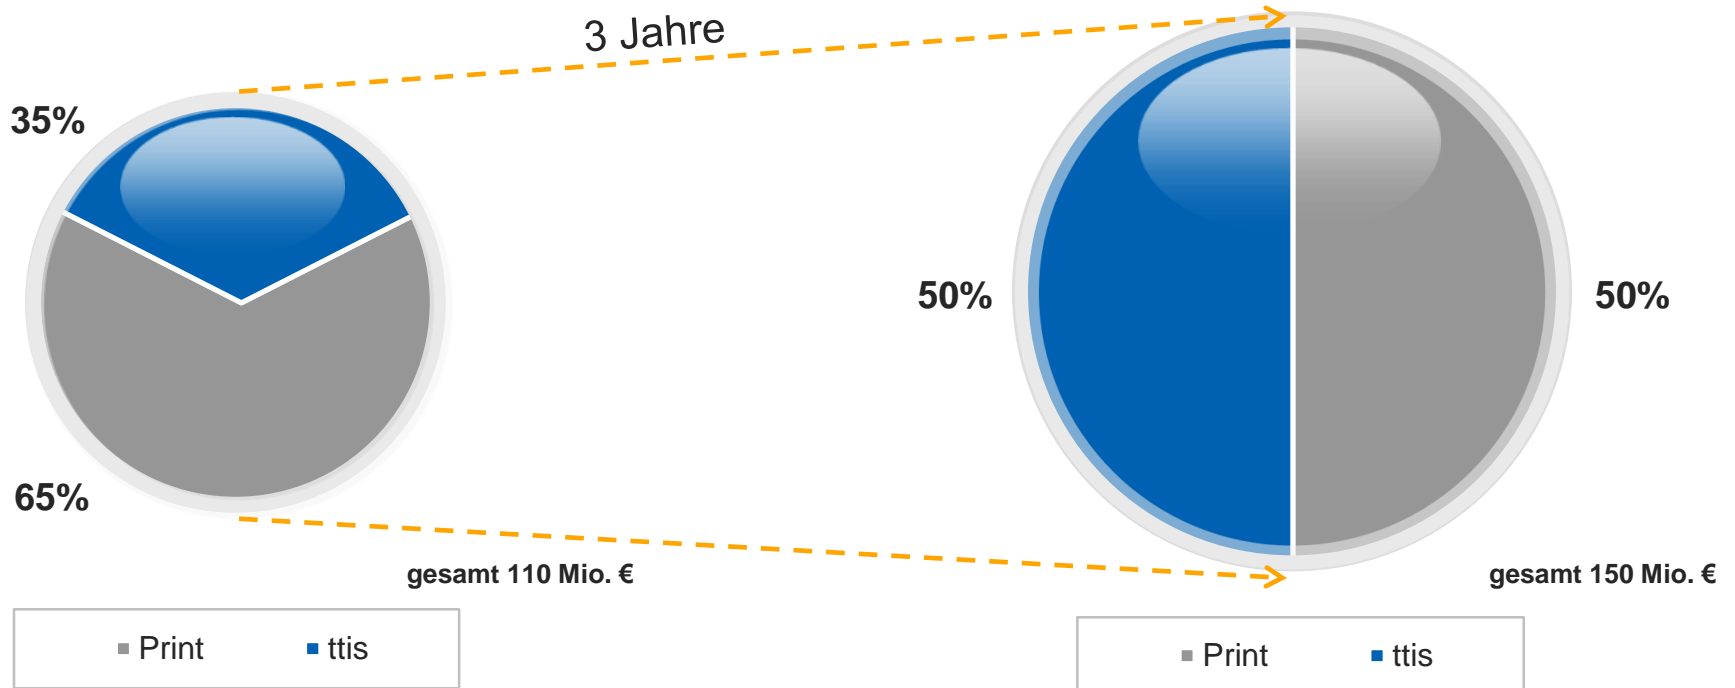 3 Jahre
35%
65%
gesamt 110 Mio. €
Print ttis
50%
50%
gesamt 150 Mio. €
Print ttis